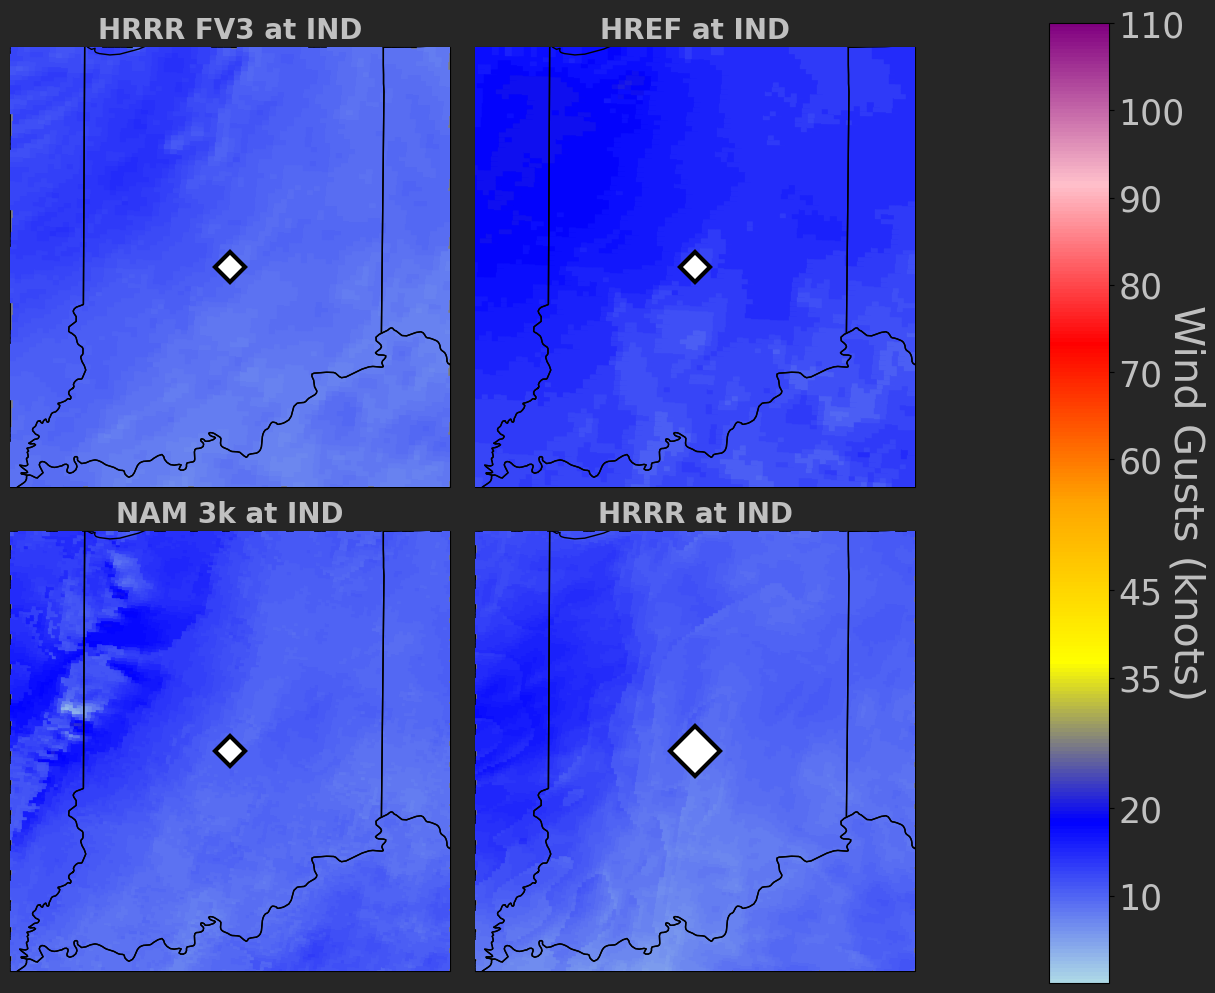 HRRR FV3 at IND
HREF at IND
NAM 3k at IND
HRRR at IND
110
100
90
80
70
60
45
35
20
10
Wind Gusts (knots)